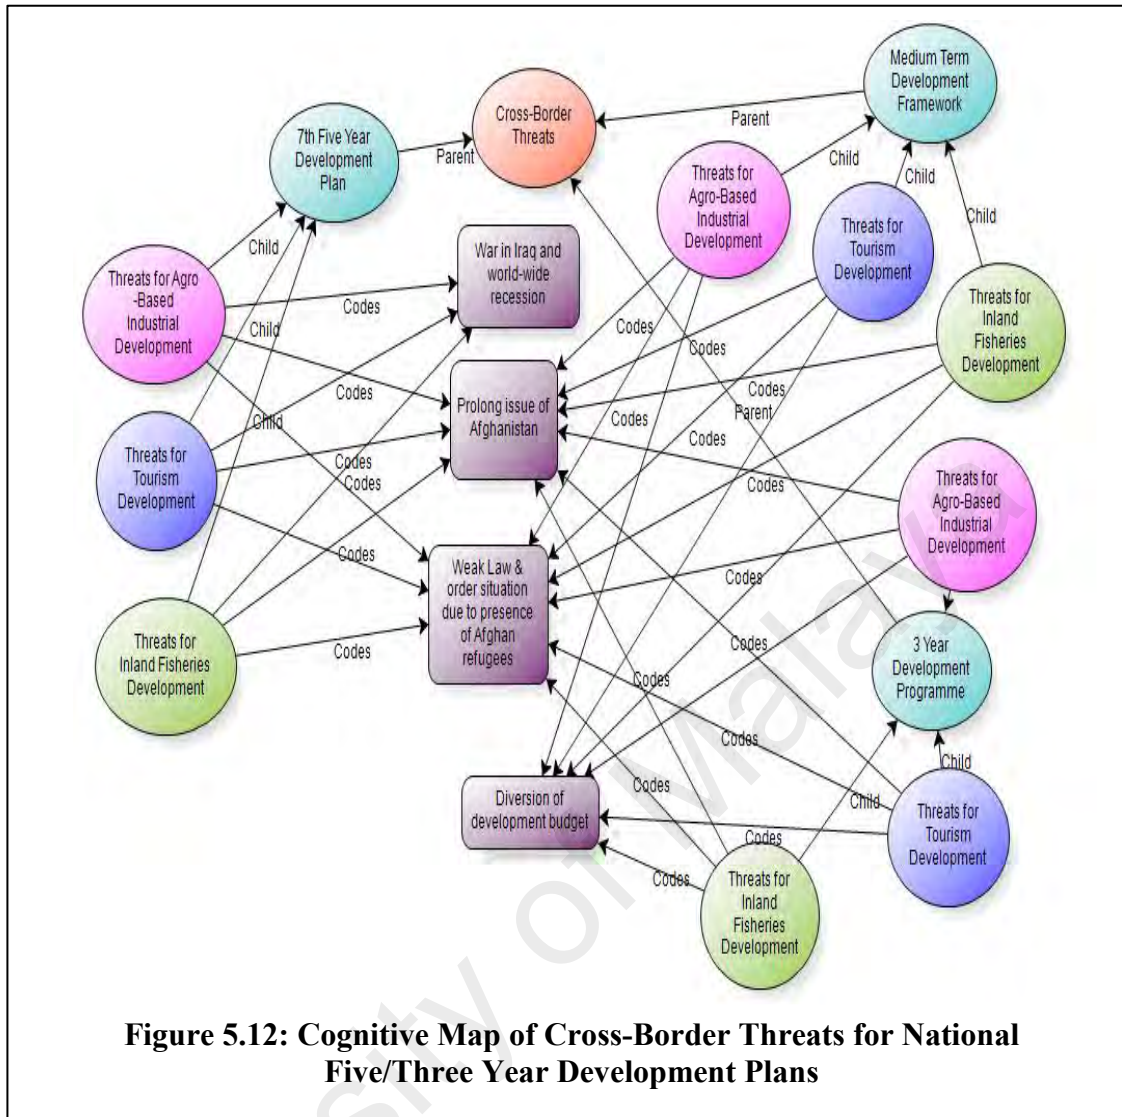 Medium Term
Development
Framework
Cross-Border
Threats
7th Five Year
Development
Plan
Parent
Parent
Child
Child
Child
Threats for
Agro-Based
Industrial
Development
Threats for
Tourism
Development
Threats for
Inland
Fisheries
Development
War in Iraq and
world-wide
recession
Child
Threats for Agro
-Based
Industrial
Development
Codes
Child
Codes
Codes
Codes
Prolong issue of
Afghanistan
Codes
Parent
Child
Codes
Codes
Codes
Codes
Threats for
Tourism
Development
Threats for
Agro-Based
Industrial
Development
Codes
Codes
Weak Law &
order situation
due to presence
of Afghan
refugees
Codes
Codes
Threats for
Inland Fisheries
Development
Codes
Codes
3 Year
Development
Programme
Codes
Codes
Child
Codes
Diversion of
development budget
Child
Codes
Codes
Threats for
Tourism
Development
Threats for
Inland
Fisheries
Development
University of Malaya
Figure 5.12: Cognitive Map of Cross-Border Threats for National
Five/Three Year Development Plans